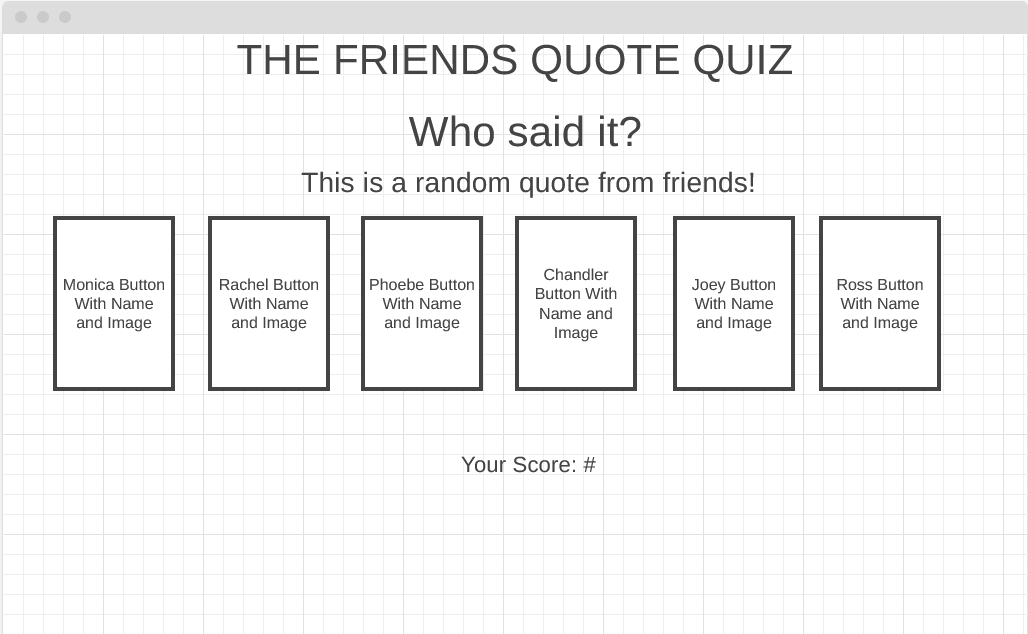 THE FRIENDS QUOTE QUIZ
Who said it?
This is a random quote from friends!
Monica Button
With Name
and Image
Rachel Button
With Name
and Image
Phoebe Button
With Name
and Image
Chandler
Button With
Name and
Image
Joey Button
With Name
and Image
Ross Button
With Name
and Image
Your Score: #